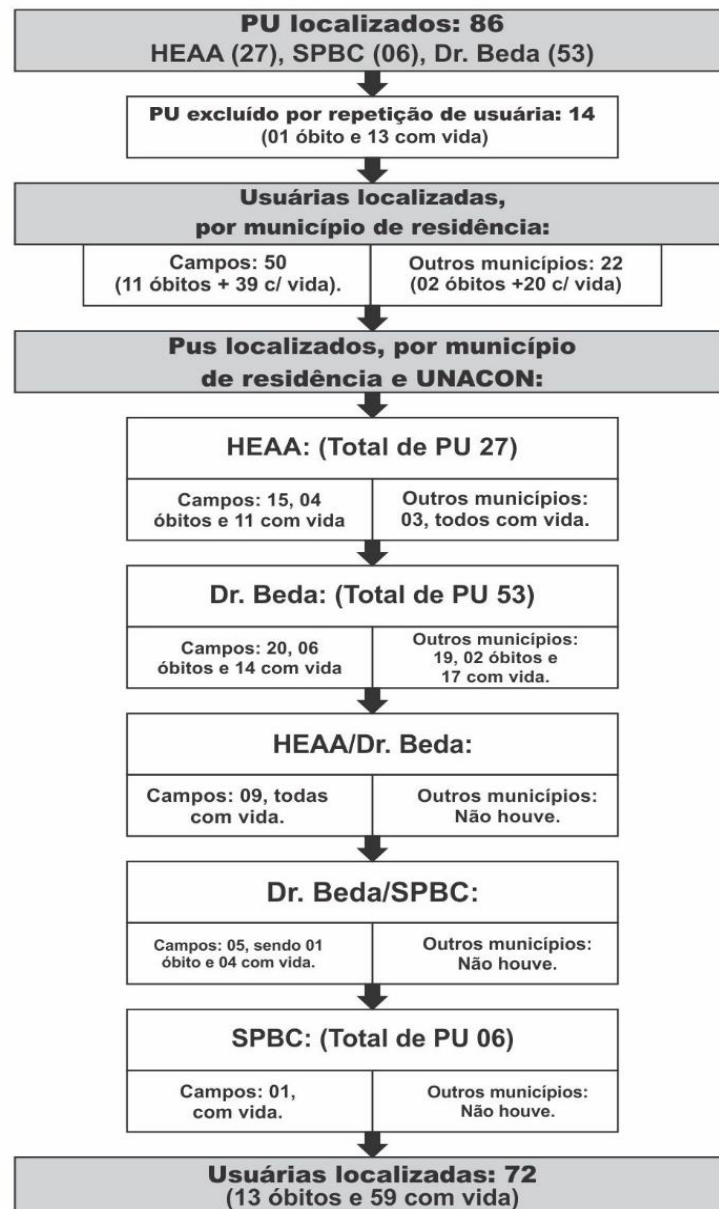 PU localizados: 86
HEAA (27), SPBC (06), Dr. Beda (53)
PU excluído por repetição de usuária: 14
(01 óbito e 13 com vida)
Usuárias localizadas,
por município de residência:
Campos: 50
(11 óbitos + 39 c/ vida).
Outros municípios: 22
(02 óbitos +20 c/ vida)
Pus localizados, por município
de residência e UNACON:
HEAA: (Total de PU 27)
Campos: 15, 04
óbitos e 11 com vida
Outros municípios:
03, todos com vida.
Dr. Beda: (Total de PU 53)
Campos: 20, 06
óbitos e 14 com vida
Outros municípios:
19, 02 óbitos e
17 com vida.
HEAA/Dr. Beda:
Campos: 09, todas
com vida.
Outros municípios:
Não houve.
Dr. Beda/SPBC:
Campos: 05, sendo 01
óbito e 04 com vida.
Outros municípios:
Não houve.
SPBC: (Total de PU 06)
Campos: 01,
com vida.
Outros municípios:
Não houve.
Usuárias localizadas: 72
(13 óbitos e 59 com vida)